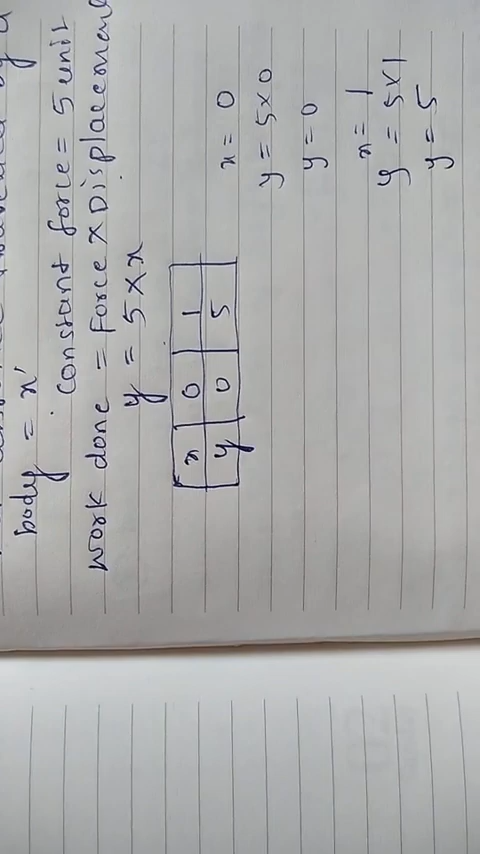 body = x'
constant force = 5 unit
Work done = Force X Displacement
y = 5 X x
x 0 1
y 0 5
x = 0
y = 5 X 0
y = 0
x = 1
y = 5 X 1
y = 5